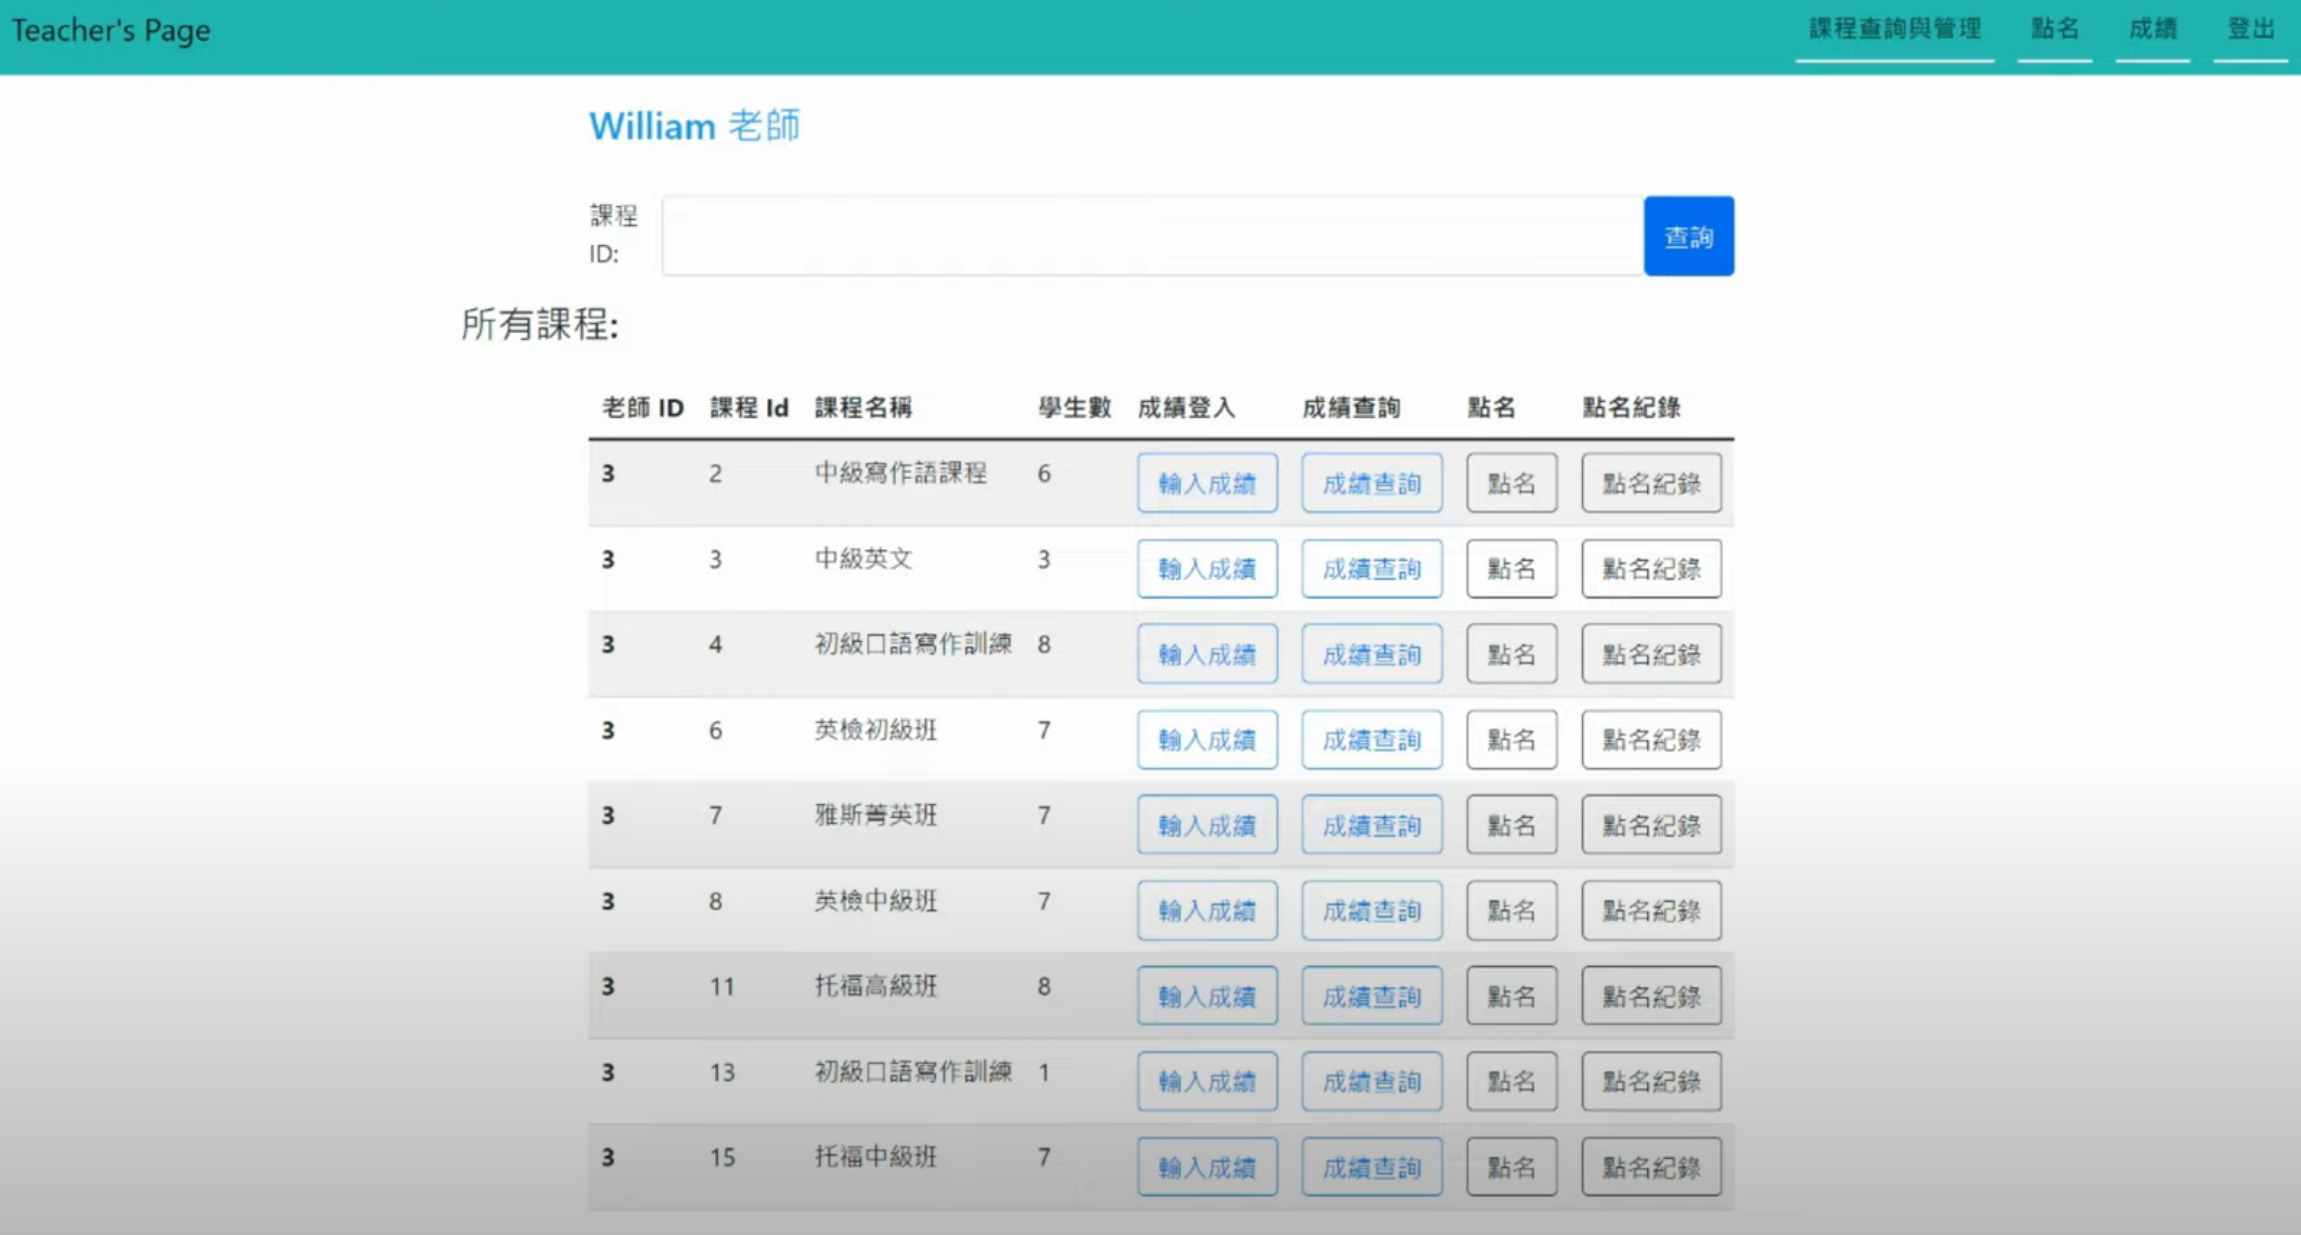 Teacher's Page 課程查詢與管理 點名 成績 登出
William 老師
課程
ID:
查詢
所有課程:
老師 ID 課程 Id 課程名稱 學生數 成績登入 成績查詢 點名 點名紀錄
3 2 中級寫作語課程 6 輸入成績 成績查詢 點名 點名紀錄
3 3 中級英文 3 輸入成績 成績查詢 點名 點名紀錄
3 4 初級口語寫作訓練 8 輸入成績 成績查詢 點名 點名紀錄
3 6 英檢初級班 7 輸入成績 成績查詢 點名 點名紀錄
3 7 雅斯菁英班 7 輸入成績 成績查詢 點名 點名紀錄
3 8 英檢中級班 7 輸入成績 成績查詢 點名 點名紀錄
3 11 托福高級班 8 輸入成績 成績查詢 點名 點名紀錄
3 13 初級口語寫作訓練 1 輸入成績 成績查詢 點名 點名紀錄
3 15 托福中級班 7 輸入成績 成績查詢 點名 點名紀錄